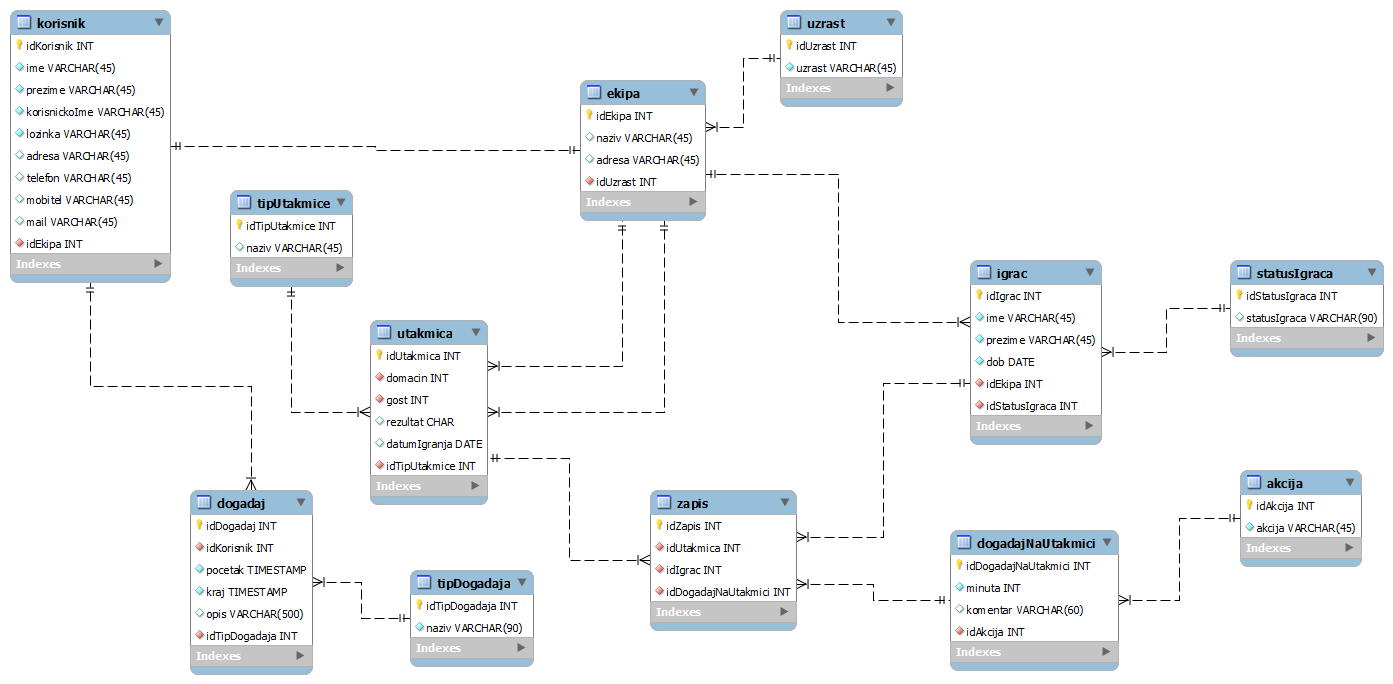 korisnik
idKorisnik INT
ime VARCHAR(45)
prezime VARCHAR(45)
korisnickoIme VARCHAR(45)
lozinka VARCHAR(45)
adresa VARCHAR(45)
telefon VARCHAR(45)
mobitel VARCHAR(45)
mail VARCHAR(45)
idEkipa INT
Indexes
uzrast
idUzrast INT
uzrast VARCHAR(45)
Indexes
ekipa
idEkipa INT
naziv VARCHAR(45)
adresa VARCHAR(45)
idUzrast INT
Indexes
tipUtakmice
idTipUtakmice INT
naziv VARCHAR(45)
Indexes
utakmica
idUtakmica INT
domacin INT
gost INT
rezultat CHAR
datumIgranja DATE
idTipUtakmice INT
Indexes
igrac
idIgrac INT
ime VARCHAR(45)
prezime VARCHAR(45)
dob DATE
idEkipa INT
idStatusIgraca INT
Indexes
statusIgraca
idStatusIgraca INT
statusIgraca VARCHAR(90)
Indexes
dogadaj
idDogadaj INT
idKorisnik INT
pocetak TIMESTAMP
kraj TIMESTAMP
opis VARCHAR(500)
idTipDogadaja INT
Indexes
tipDogadaja
idTipDogadaja INT
naziv VARCHAR(90)
Indexes
zapis
idZapis INT
idUtakmica INT
idIgrac INT
idDogadajNaUtakmici INT
Indexes
dogadajNaUtakmici
idDogadajNaUtakmici INT
minuta INT
komentar VARCHAR(60)
idAkcija INT
Indexes
akcija
idAkcija INT
akcija VARCHAR(45)
Indexes